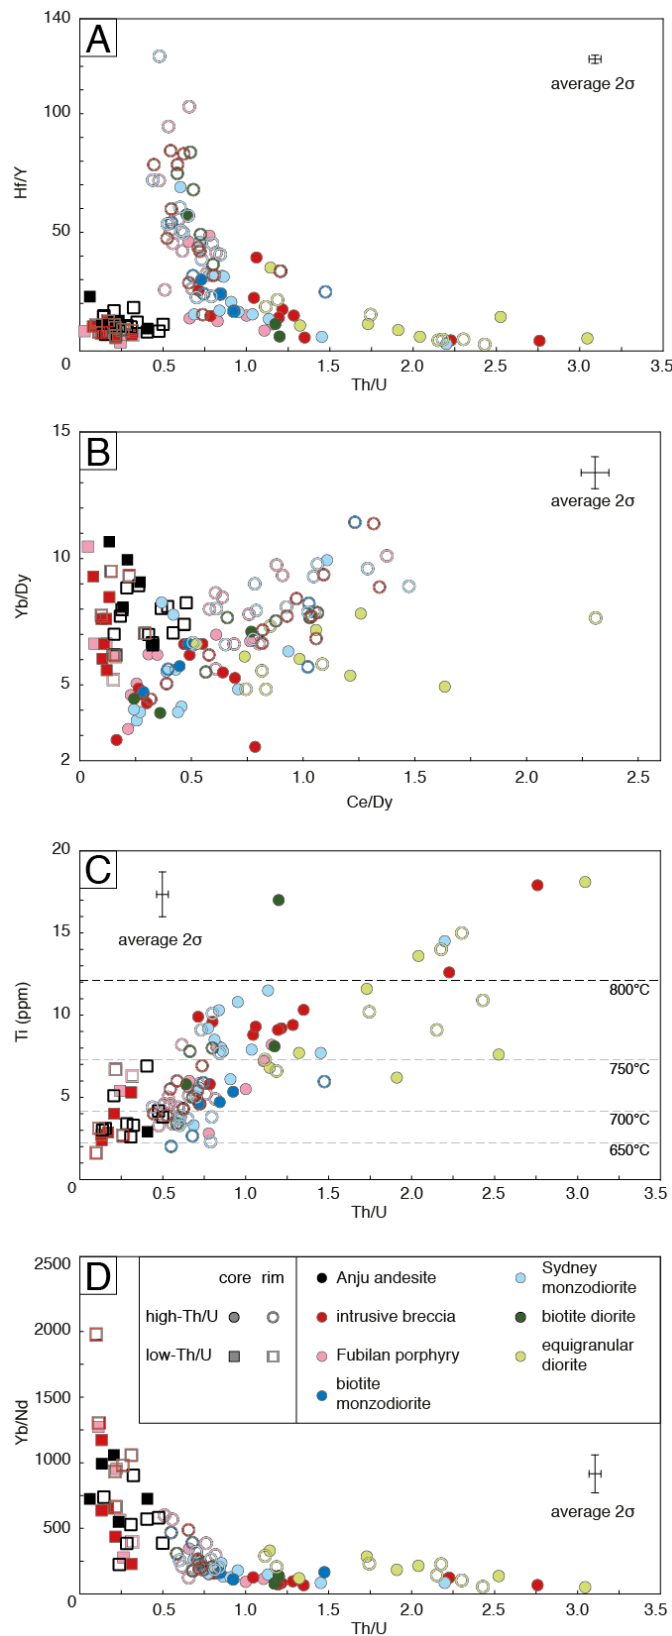 A
140
100
50
0
Hf/Y
average 2σ
0 0.5 1.0 1.5 2.0 2.5 3.0 3.5
Th/U
B
15
10
5
2
Yb/Dy
average 2σ
0 0.5 1.0 1.5 2.0 2.5
Ce/Dy
C
20
15
10
5
0
Ti (ppm)
average 2σ
800°C
750°C
700°C
650°C
0.5 1.0 1.5 2.0 2.5 3.0 3.5
Th/U
D
2500
2000
1500
1000
500
0
Yb/Nd
core rim
high-Th/U
low-Th/U
Anju andesite
intrusive breccia
Fubilan porphyry
biotite
monzodiorite
Sydney
monzodiorite
biotite diorite
equigranular
diorite
average 2σ
0.5 1.0 1.5 2.0 2.5 3.0 3.5
Th/U